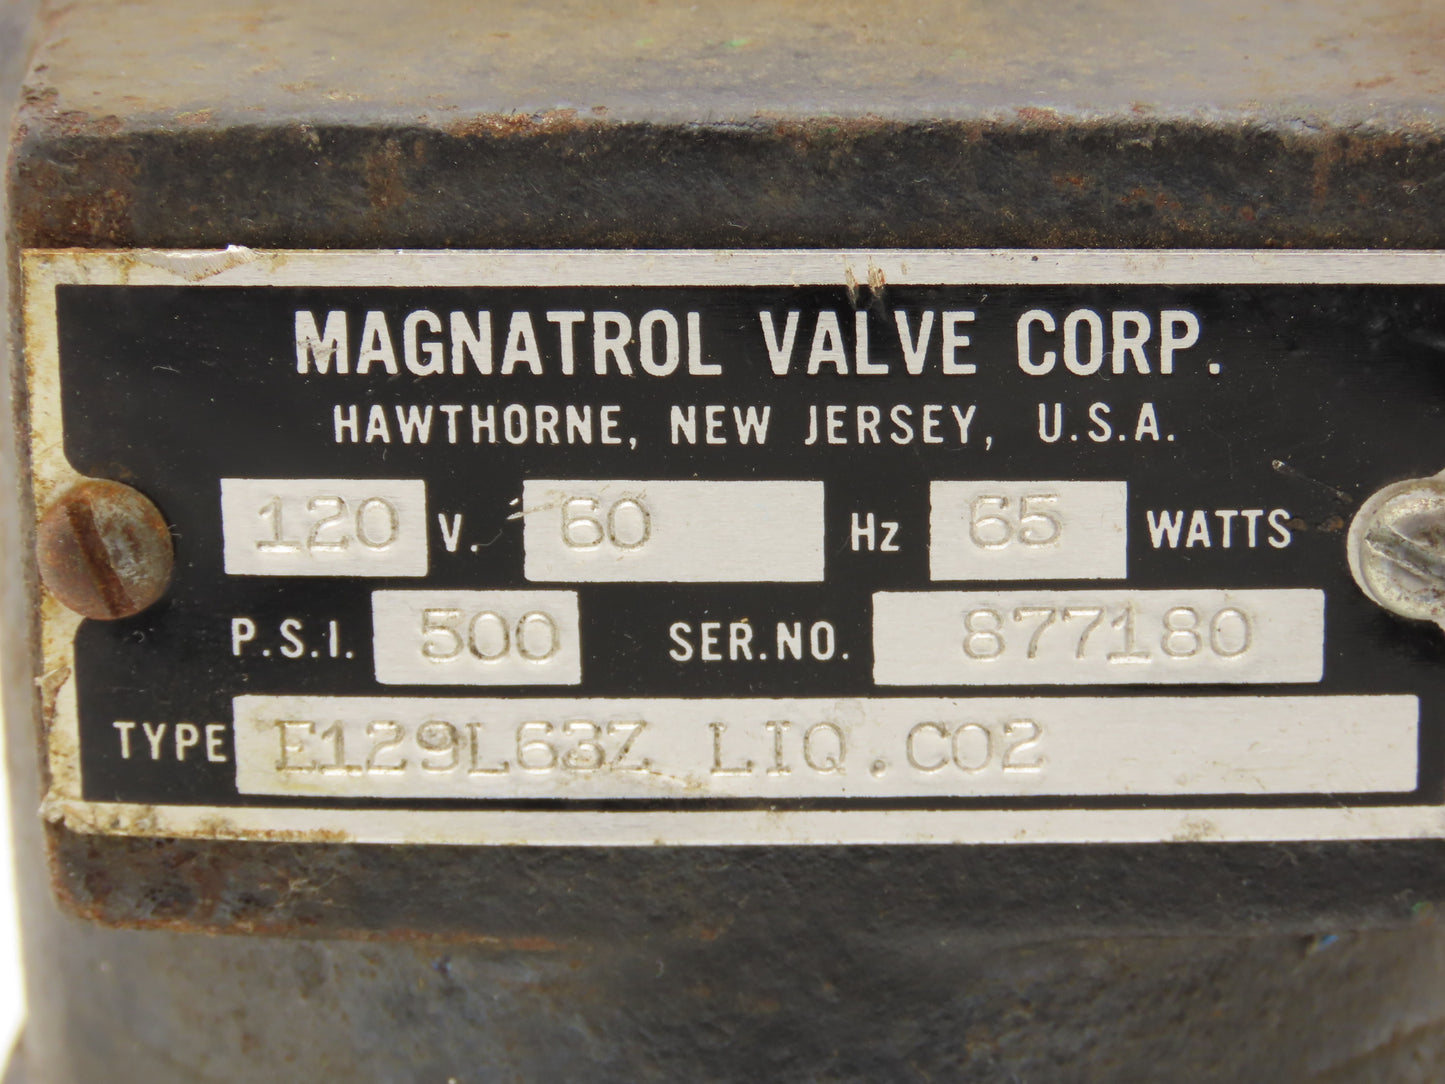 MAGNATROL VALVE CORP.
HAWTHORNE, NEW JERSEY, U.S.A.
120 V. 60 Hz 65 WATTS
P.S.I. 500 SER.NO. 877180
TYPE E129L63Z LIQ.CO2